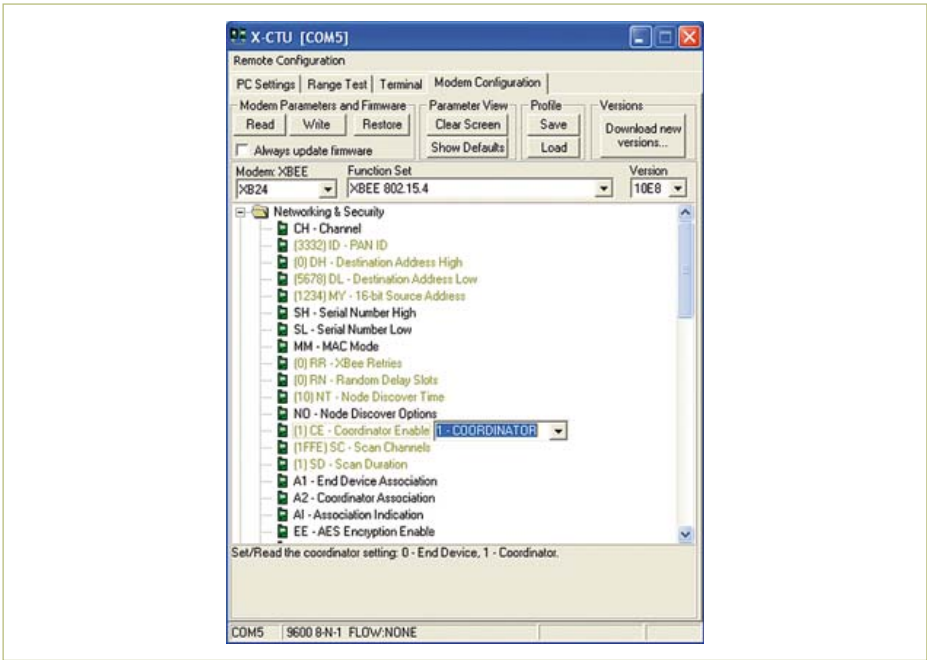 X-CTU [COM5]
Remote Configuration
PC Settings Range Test Terminal Modem Configuration
Modem Parameters and Firmware Parameter View Profile Versions
Read Write Restore Clear Screen Save Download new versions...
Always update firmware Show Defaults Load
Modem: XBEE Function Set Version
XB24 XBEE 802.15.4 10E8
Networking & Security
CH - Channel
(3332) ID - PAN ID
(0) DH - Destination Address High
(5678) DL - Destination Address Low
(1234) MY - 16-bit Source Address
SH - Serial Number High
SL - Serial Number Low
MM - MAC Mode
(0) RR - XBee Retries
(0) RN - Random Delay Slots
(10) NT - Node Discover Time
NO - Node Discover Options
(1) CE - Coordinator Enable 1 - COORDINATOR
(1FFE) SC - Scan Channels
(1) SD - Scan Duration
A1 - End Device Association
A2 - Coordinator Association
AI - Association Indication
EE - AES Encryption Enable
Set/Read the coordinator setting: 0 - End Device, 1 - Coordinator.
COM5 9600 8-N-1 FLOW:NONE